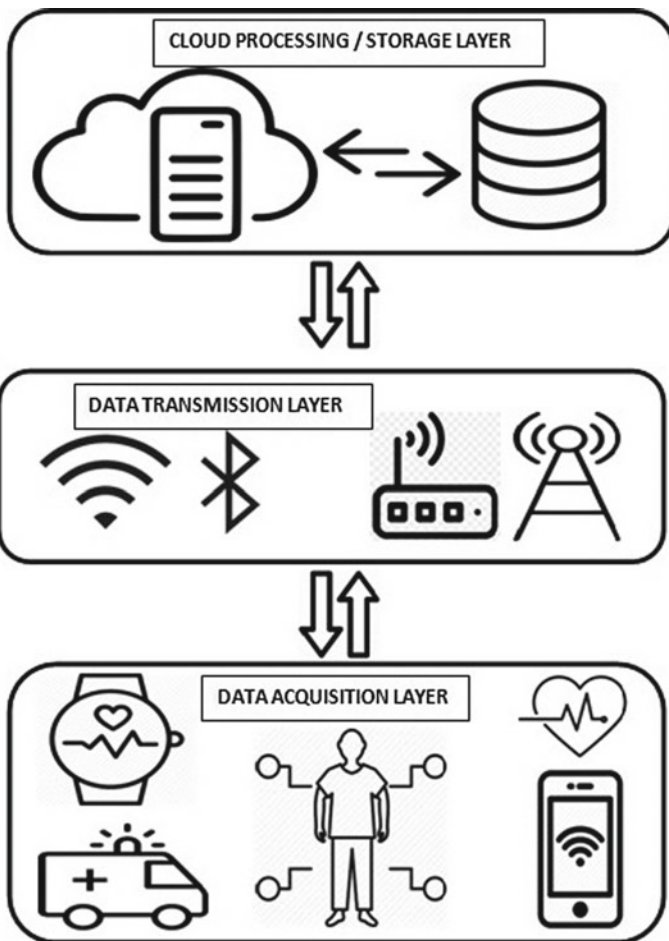 CLOUD PROCESSING / STORAGE LAYER
DATA TRANSMISSION LAYER
DATA ACQUISITION LAYER